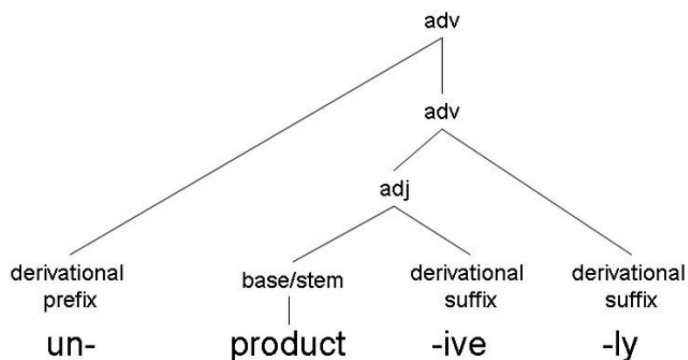 adv
adv
adj
derivational prefix
base/stem
derivational suffix
derivational suffix
un- product -ive -ly